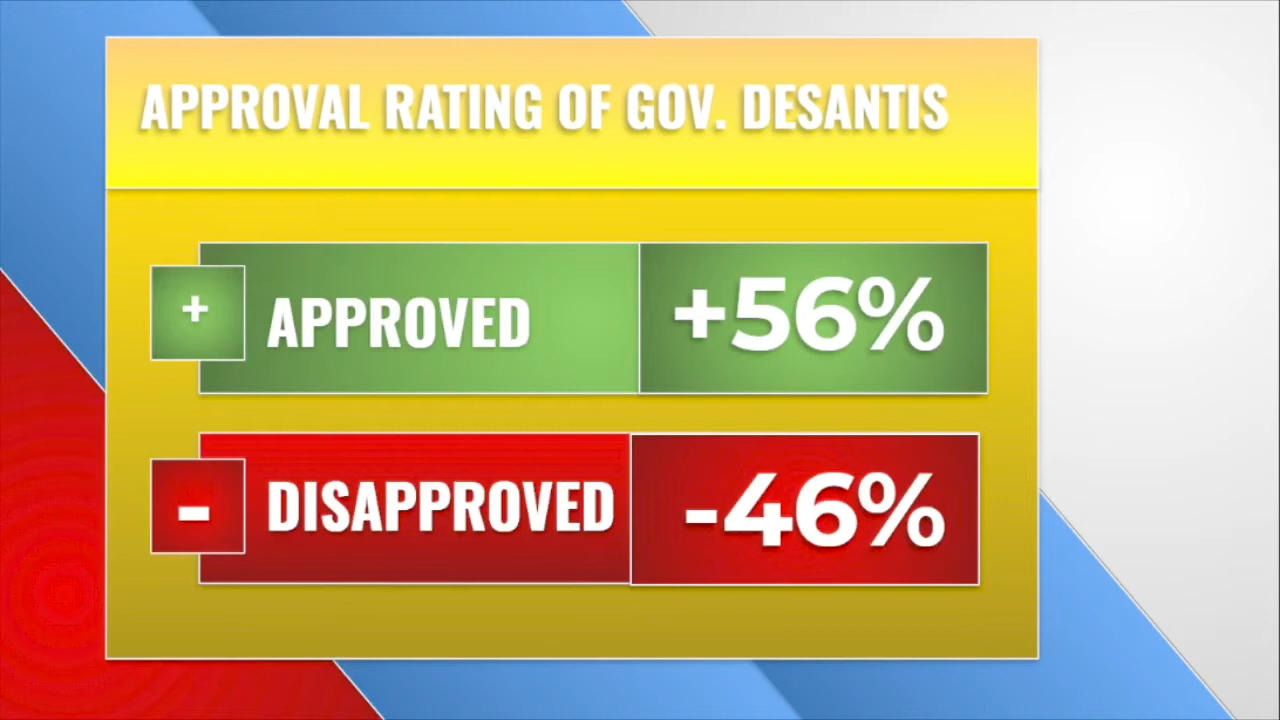 APPROVAL RATING OF GOV. DESANTIS
+ APPROVED +56%
- DISAPPROVED -46%